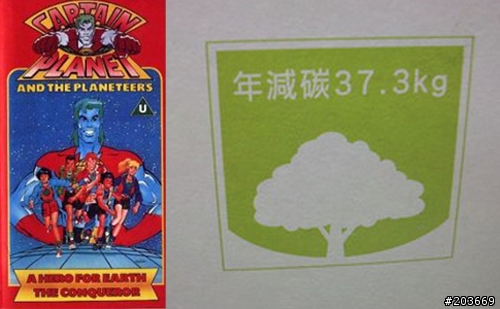 CAPTAIN
PLANET
AND THE PLANETEERS
U
A HERO FOR EARTH
THE CONQUEROR
年減碳37.3kg
#203669